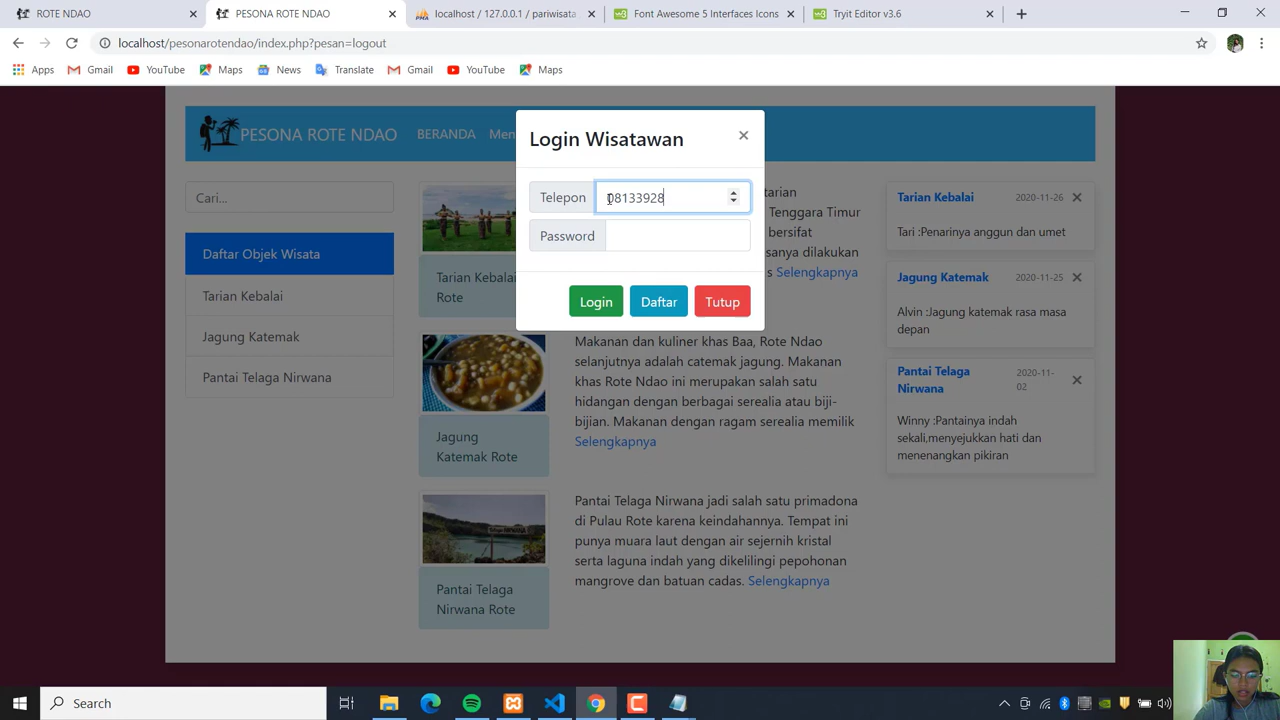 ROTE NDAO
PESONA ROTE NDAO
localhost / 127.0.0.1 / pariwisata
Font Awesome 5 Interfaces Icons
Tryit Editor v3.6
localhost/pesonarotendao/index.php?pesan=logout
Apps
Gmail
YouTube
Maps
News
Translate
Gmail
YouTube
Maps
PESONA ROTE NDAO
BERANDA
Men
Login Wisatawan
×
Telepon
08133928
Password
Login
Daftar
Tutup
Cari...
Daftar Objek Wisata
Tarian Kebalai
Jagung Katemak
Pantai Telaga Nirwana
Tarian Kebalai
Rote
tarian
Tenggara Timur
bersifat
sanya dilakukan
s Selengkapnya
Jagung
Katemak Rote
Makanan dan kuliner khas Baa, Rote Ndao
selanjutnya adalah catemak jagung. Makanan
khas Rote Ndao ini merupakan salah satu
hidangan dengan berbagai serealia atau biji-
bijian. Makanan dengan ragam serealia memilik
Selengkapnya
Pantai Telaga
Nirwana Rote
Pantai Telaga Nirwana jadi salah satu primadona
di Pulau Rote karena keindahannya. Tempat ini
punya muara laut dengan air sejernih kristal
serta laguna indah yang dikelilingi pepohonan
mangrove dan batuan cadas. Selengkapnya
Tarian Kebalai 2020-11-26 ×
Tari :Penarinya anggun dan umet
Jagung Katemak 2020-11-25 ×
Alvin :Jagung katemak rasa masa
depan
Pantai Telaga
Nirwana
2020-11-
02
×
Winny :Pantainya indah
sekali,menyejukkan hati dan
menenangkan pikiran
Search